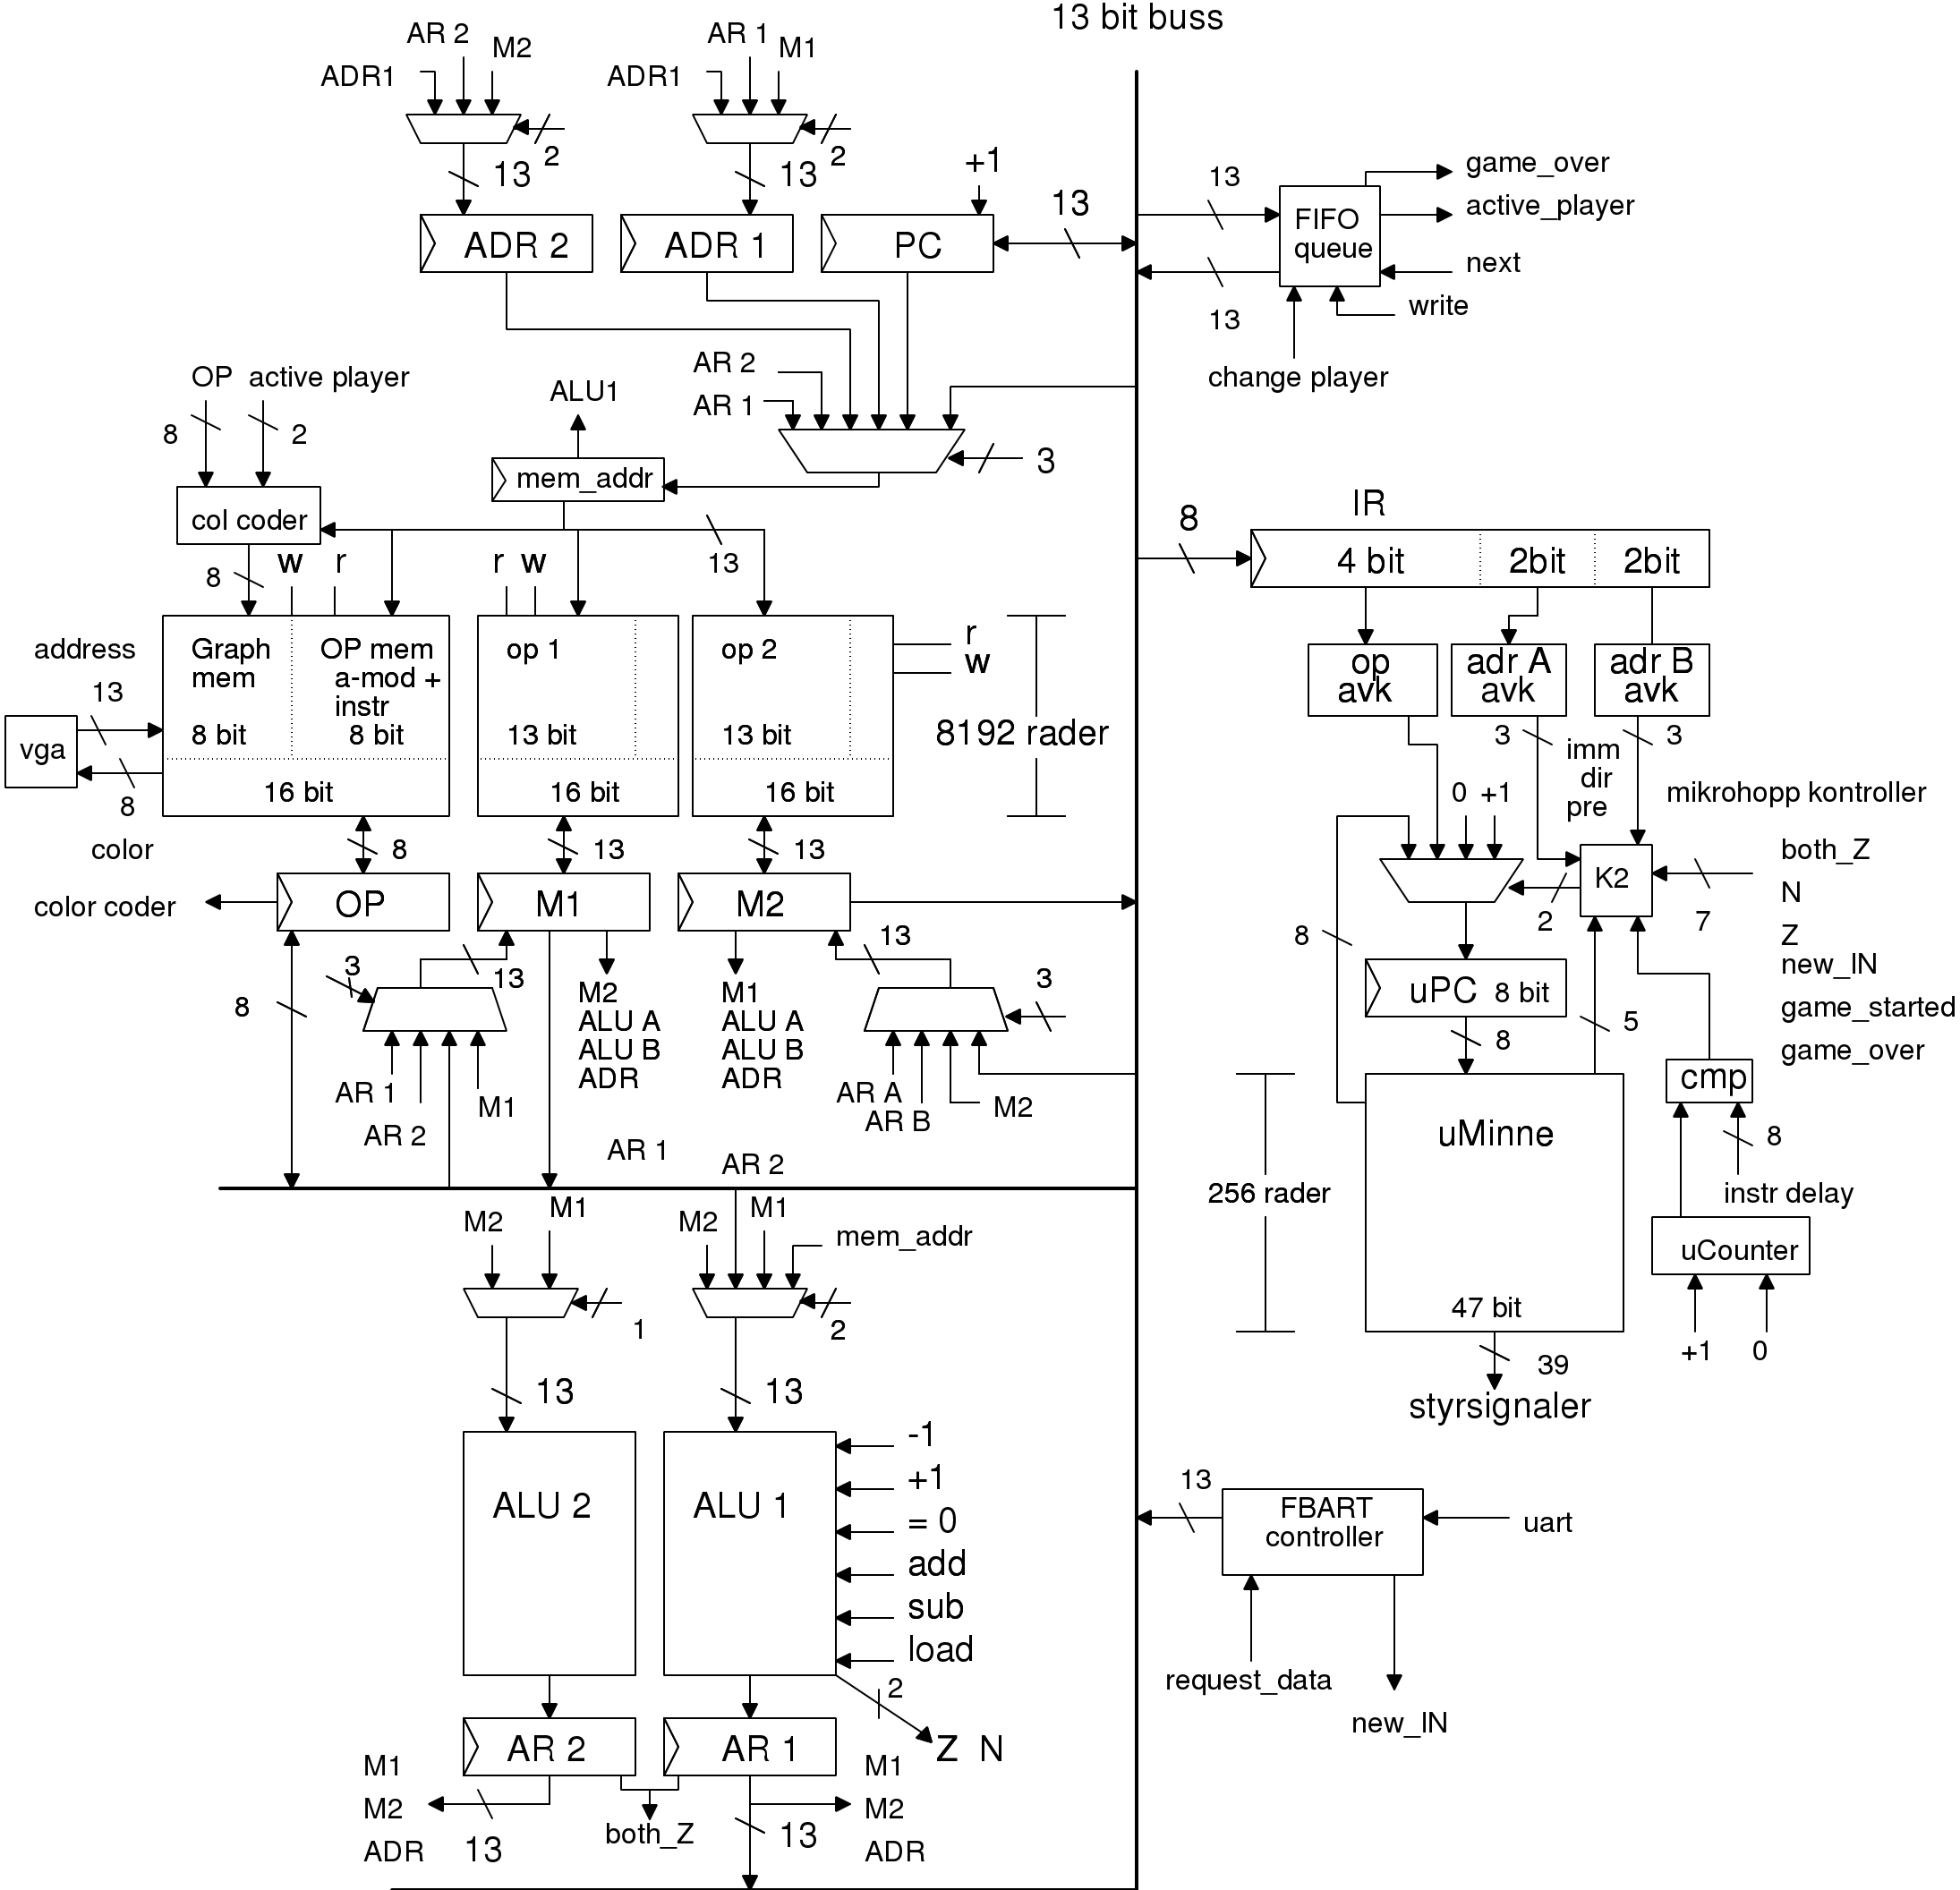 13 bit buss
AR 2
M2
ADR1
2
13
AR 1
M1
ADR1
2
13
+1
13
ADR 2
ADR 1
PC
13
FIFO
queue
13
game_over
active_player
next
write
change player
OP
active player
8
2
ALU1
AR 2
AR 1
3
mem_addr
col coder
13
8
w
r
r
w
8
IR
4 bit
2bit
2bit
address
13
vga
8
color
Graph
mem
8 bit
OP mem
a-mod +
instr
8 bit
16 bit
op 1
13 bit
16 bit
op 2
13 bit
16 bit
r
w
8192 rader
op
avk
adr A
avk
adr B
avk
3
3
imm
dir
pre
0
+1
mikrohopp kontroller
both_Z
N
Z
new_IN
game_started
game_over
K2
2
7
8
13
13
color coder
OP
M1
M2
8
3
13
AR 1
AR 2
M1
M2
ALU A
ALU B
ADR
M1
ALU A
ALU B
ADR
13
3
AR A
AR B
M2
8
uPC
8 bit
8
5
cmp
8
instr delay
uCounter
+1
0
256 rader
uMinne
47 bit
39
styrsignaler
AR 1
AR 2
M2
M1
1
13
M2
M1
mem_addr
2
13
ALU 2
ALU 1
-1
+1
= 0
add
sub
load
2
Z
N
13
FBART
controller
uart
request_data
new_IN
AR 2
AR 1
M1
M2
ADR
13
both_Z
13
M1
M2
ADR